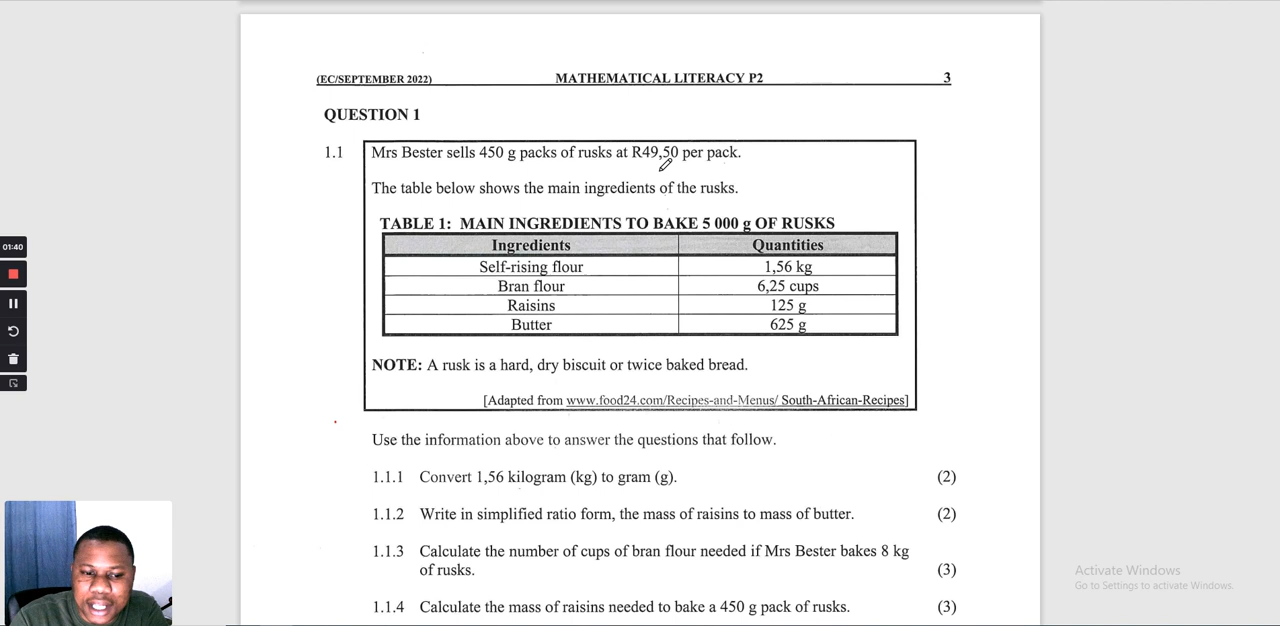 (EC/SEPTEMBER 2022) MATHEMATICAL LITERACY P2 3
QUESTION 1
1.1 Mrs Bester sells 450 g packs of rusks at R49,50 per pack.
The table below shows the main ingredients of the rusks.
TABLE 1: MAIN INGREDIENTS TO BAKE 5 000 g OF RUSKS
Ingredients Quantities
Self-rising flour 1,56 kg
Bran flour 6,25 cups
Raisins 125 g
Butter 625 g
NOTE: A rusk is a hard, dry biscuit or twice baked bread.
[Adapted from www.food24.com/Recipes-and-Menus/ South-African-Recipes]
01:40
Use the information above to answer the questions that follow.
1.1.1 Convert 1,56 kilogram (kg) to gram (g). (2)
1.1.2 Write in simplified ratio form, the mass of raisins to mass of butter. (2)
1.1.3 Calculate the number of cups of bran flour needed if Mrs Bester bakes 8 kg
of rusks. (3)
1.1.4 Calculate the mass of raisins needed to bake a 450 g pack of rusks. (3)
Activate Windows
Go to Settings to activate Windows.